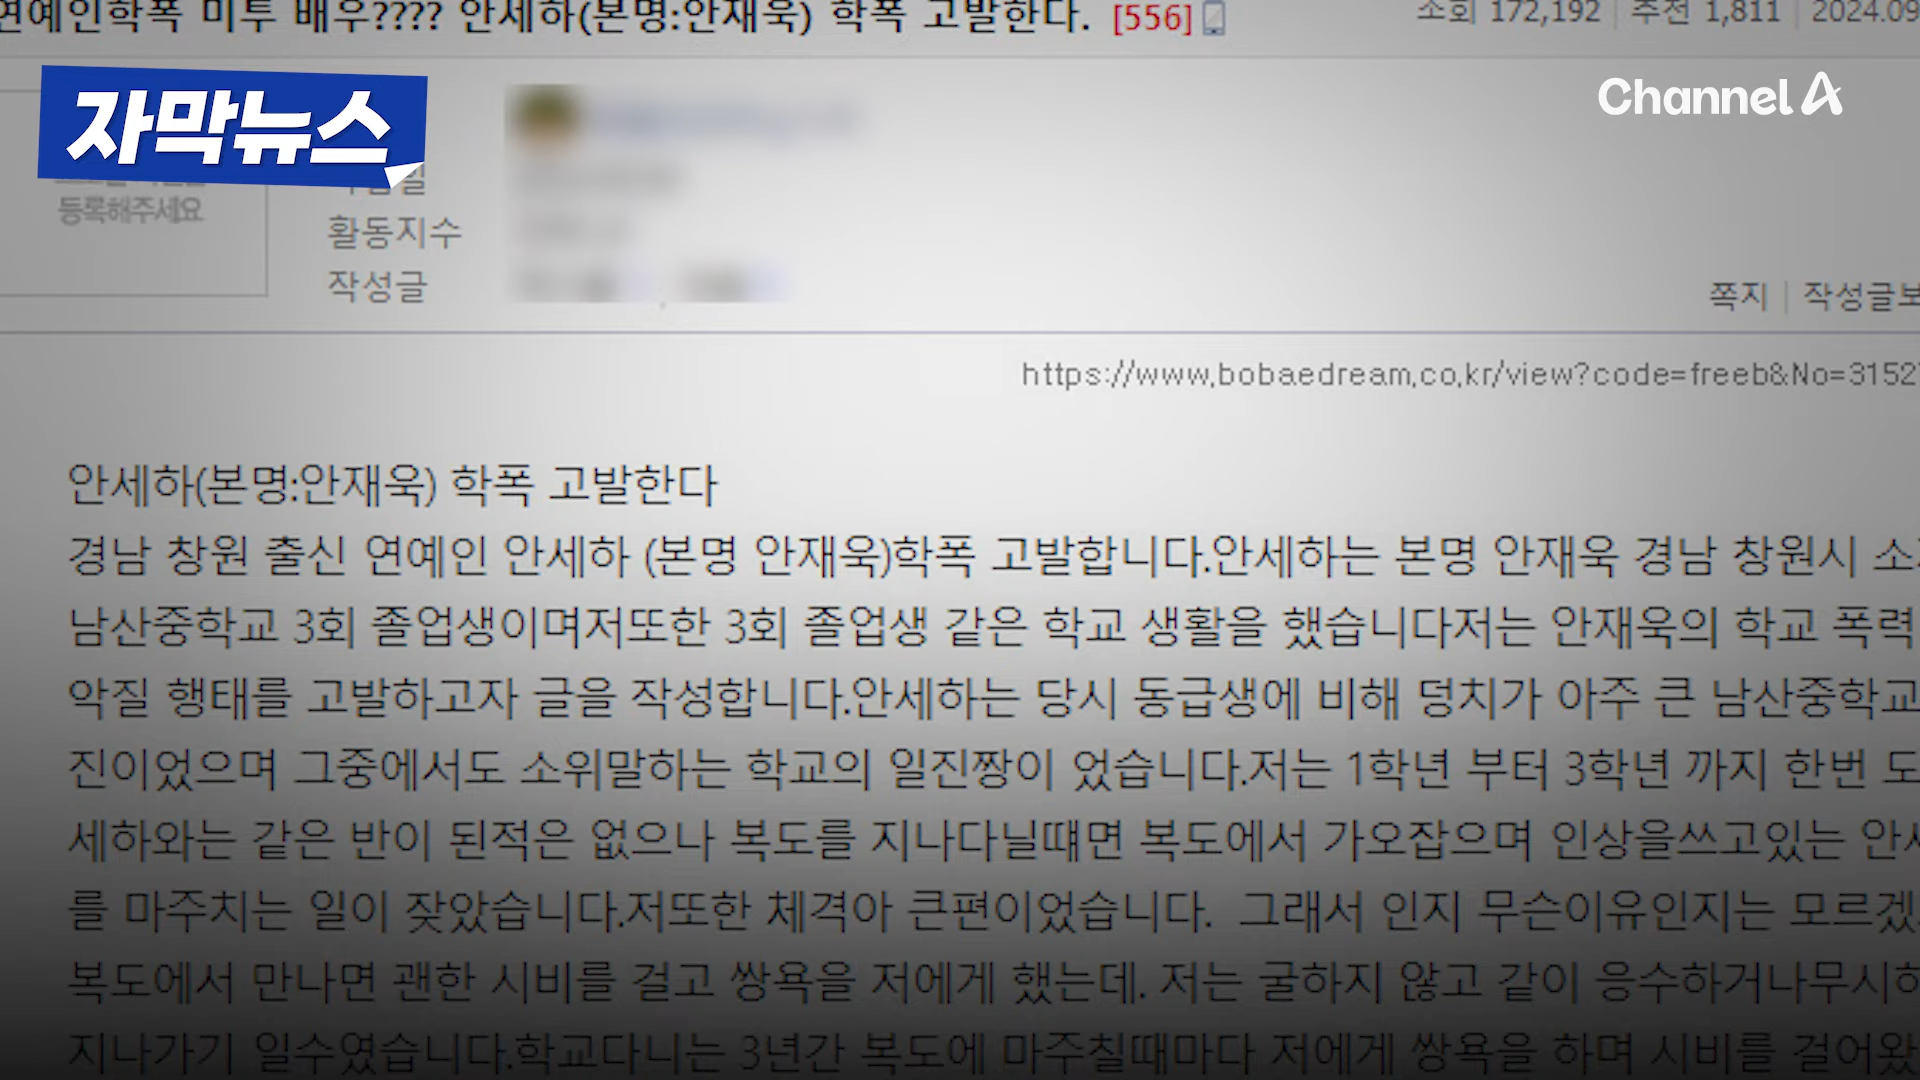 연예인학폭 미투 배우???? 안세하(본명:안재욱) 학폭 고발한다. [556]
조회 172,192 추천 1,811 2024.09
자막뉴스
Channel A
등록해주세요
활동지수
작성글
쪽지 작성글보
https://www.bobaedream.co.kr/view?code=freeb&No=3152
안세하(본명:안재욱) 학폭 고발한다
경남 창원 출신 연예인 안세하 (본명 안재욱)학폭 고발합니다.안세하는 본명 안재욱 경남 창원시 소
남산중학교 3회 졸업생이며저또한 3회 졸업생 같은 학교 생활을 했습니다저는 안재욱의 학교 폭력
악질 행태를 고발하고자 글을 작성합니다.안세하는 당시 동급생에 비해 덩치가 아주 큰 남산중학교
진이었으며 그중에서도 소위말하는 학교의 일진짱이 었습니다.저는 1학년 부터 3학년 까지 한번 도
세하와는 같은 반이 된적은 없으나 복도를 지나다닐떄면 복도에서 가오잡으며 인상을쓰고있는 안세
를 마주치는 일이 잦았습니다.저또한 체격아 큰편이었습니다. 그래서 인지 무슨이유인지는 모르겠
복도에서 만나면 괜한 시비를 걸고 쌍욕을 저에게 했는데. 저는 굴하지 않고 같이 응수하거나무시하
지나가기 일수였습니다.학교다니는 3년간 복도에 마주칠때마다 저에게 쌍욕을 하며 시비를 걸어왔